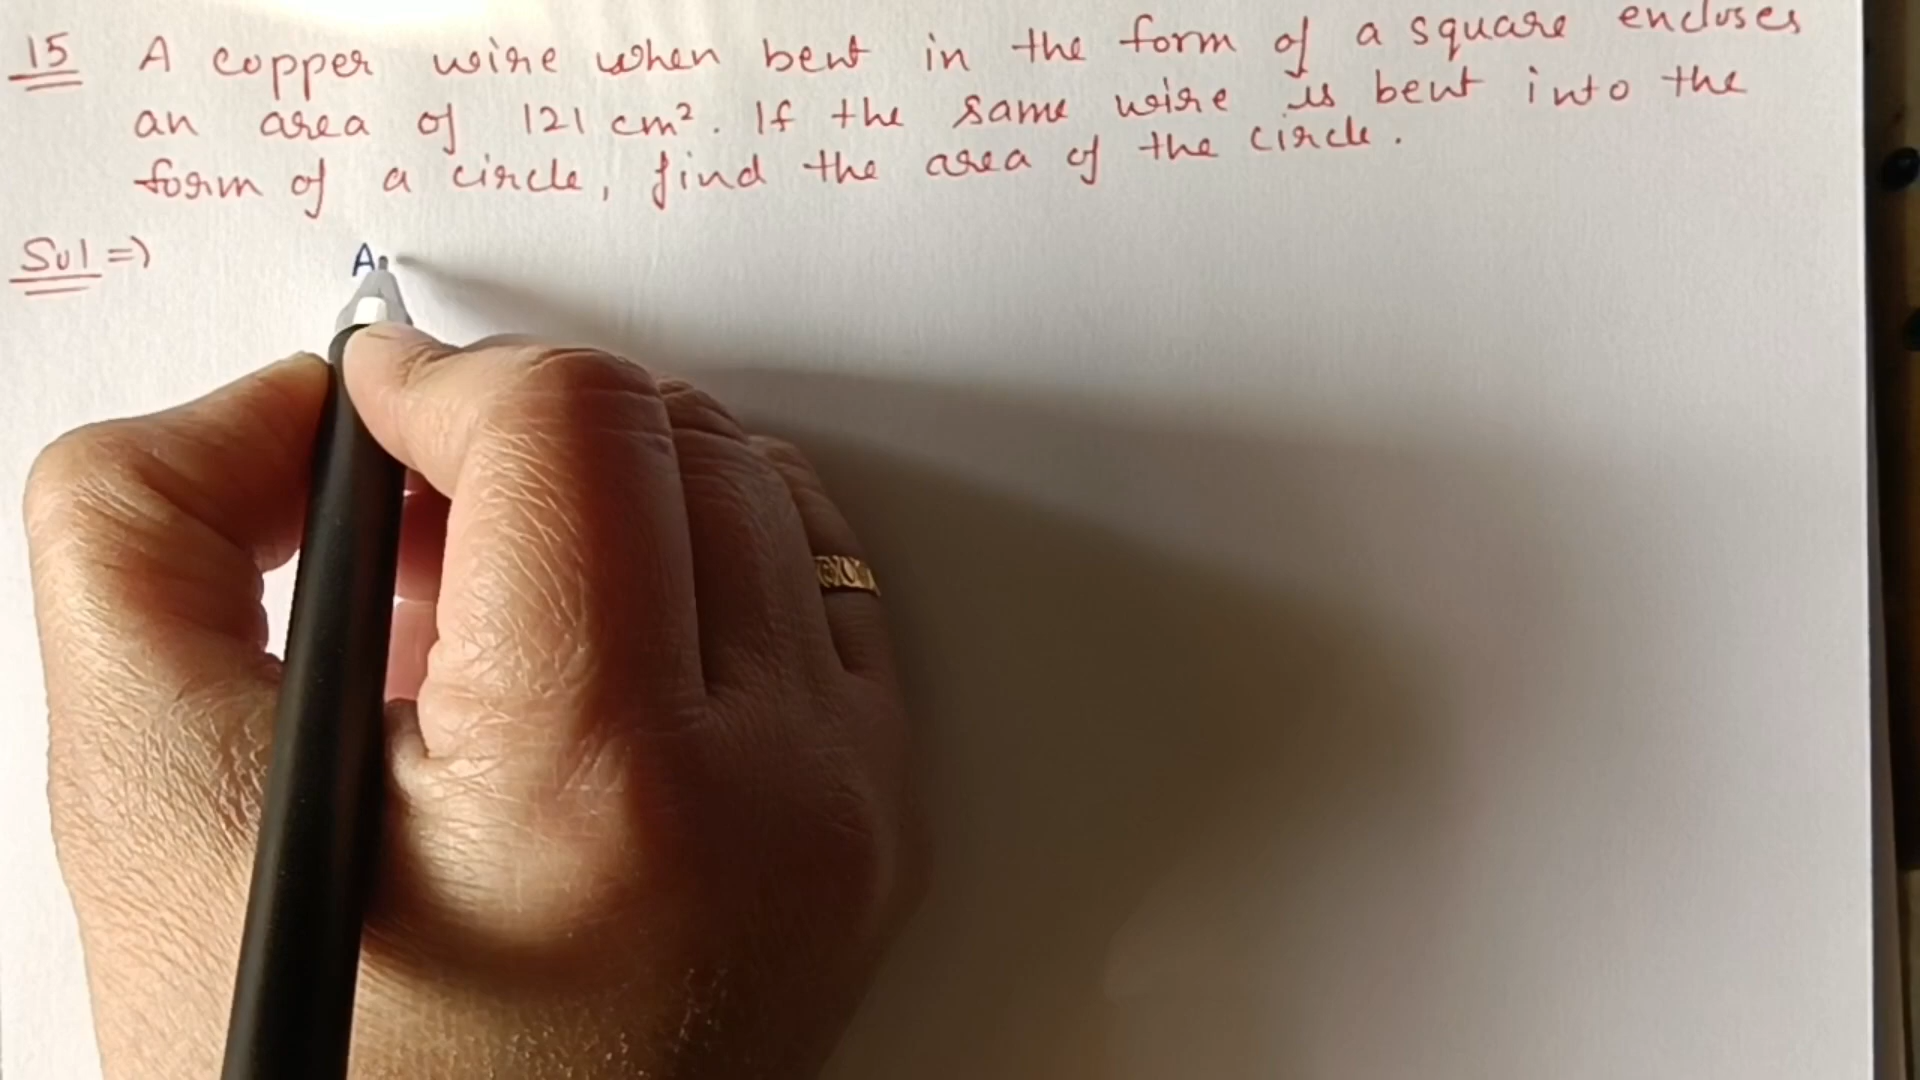 15 A copper wire when bent in the form of a square encloses
an area of 121 cm². If the same wire is bent into the
form of a circle, find the area of the circle.
Sol =>
A